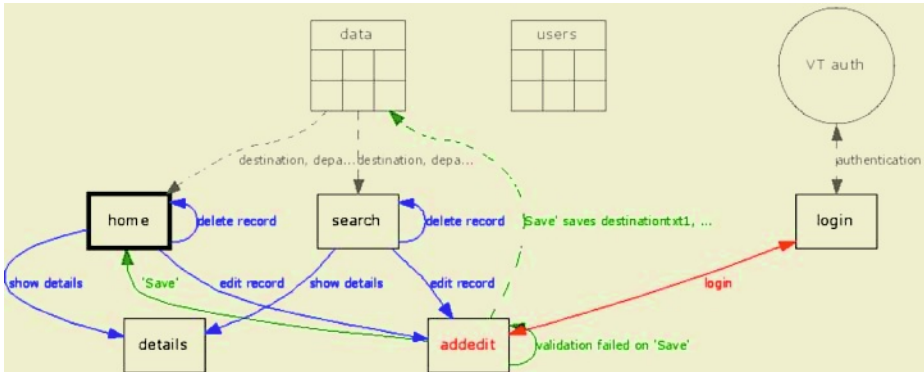 data
users
VT auth
destination, depa...
destination, depa...
authentication
home
delete record
search
delete record
'Save' saves destinationtxt1, ...
login
show details
'Save'
edit record
show details
edit record
login
details
addedit
validation failed on 'Save'